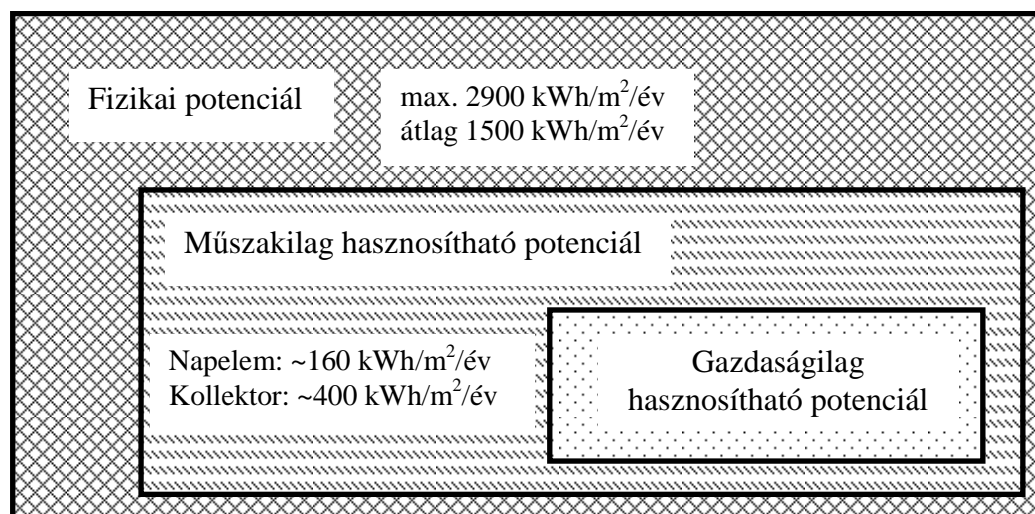 Fizikai potenciál
max. 2900 kWh/m²/év
átlag 1500 kWh/m²/év
Műszakilag hasznosítható potenciál
Napelem: ~160 kWh/m²/év
Kollektor: ~400 kWh/m²/év
Gazdaságilag
hasznosítható potenciál